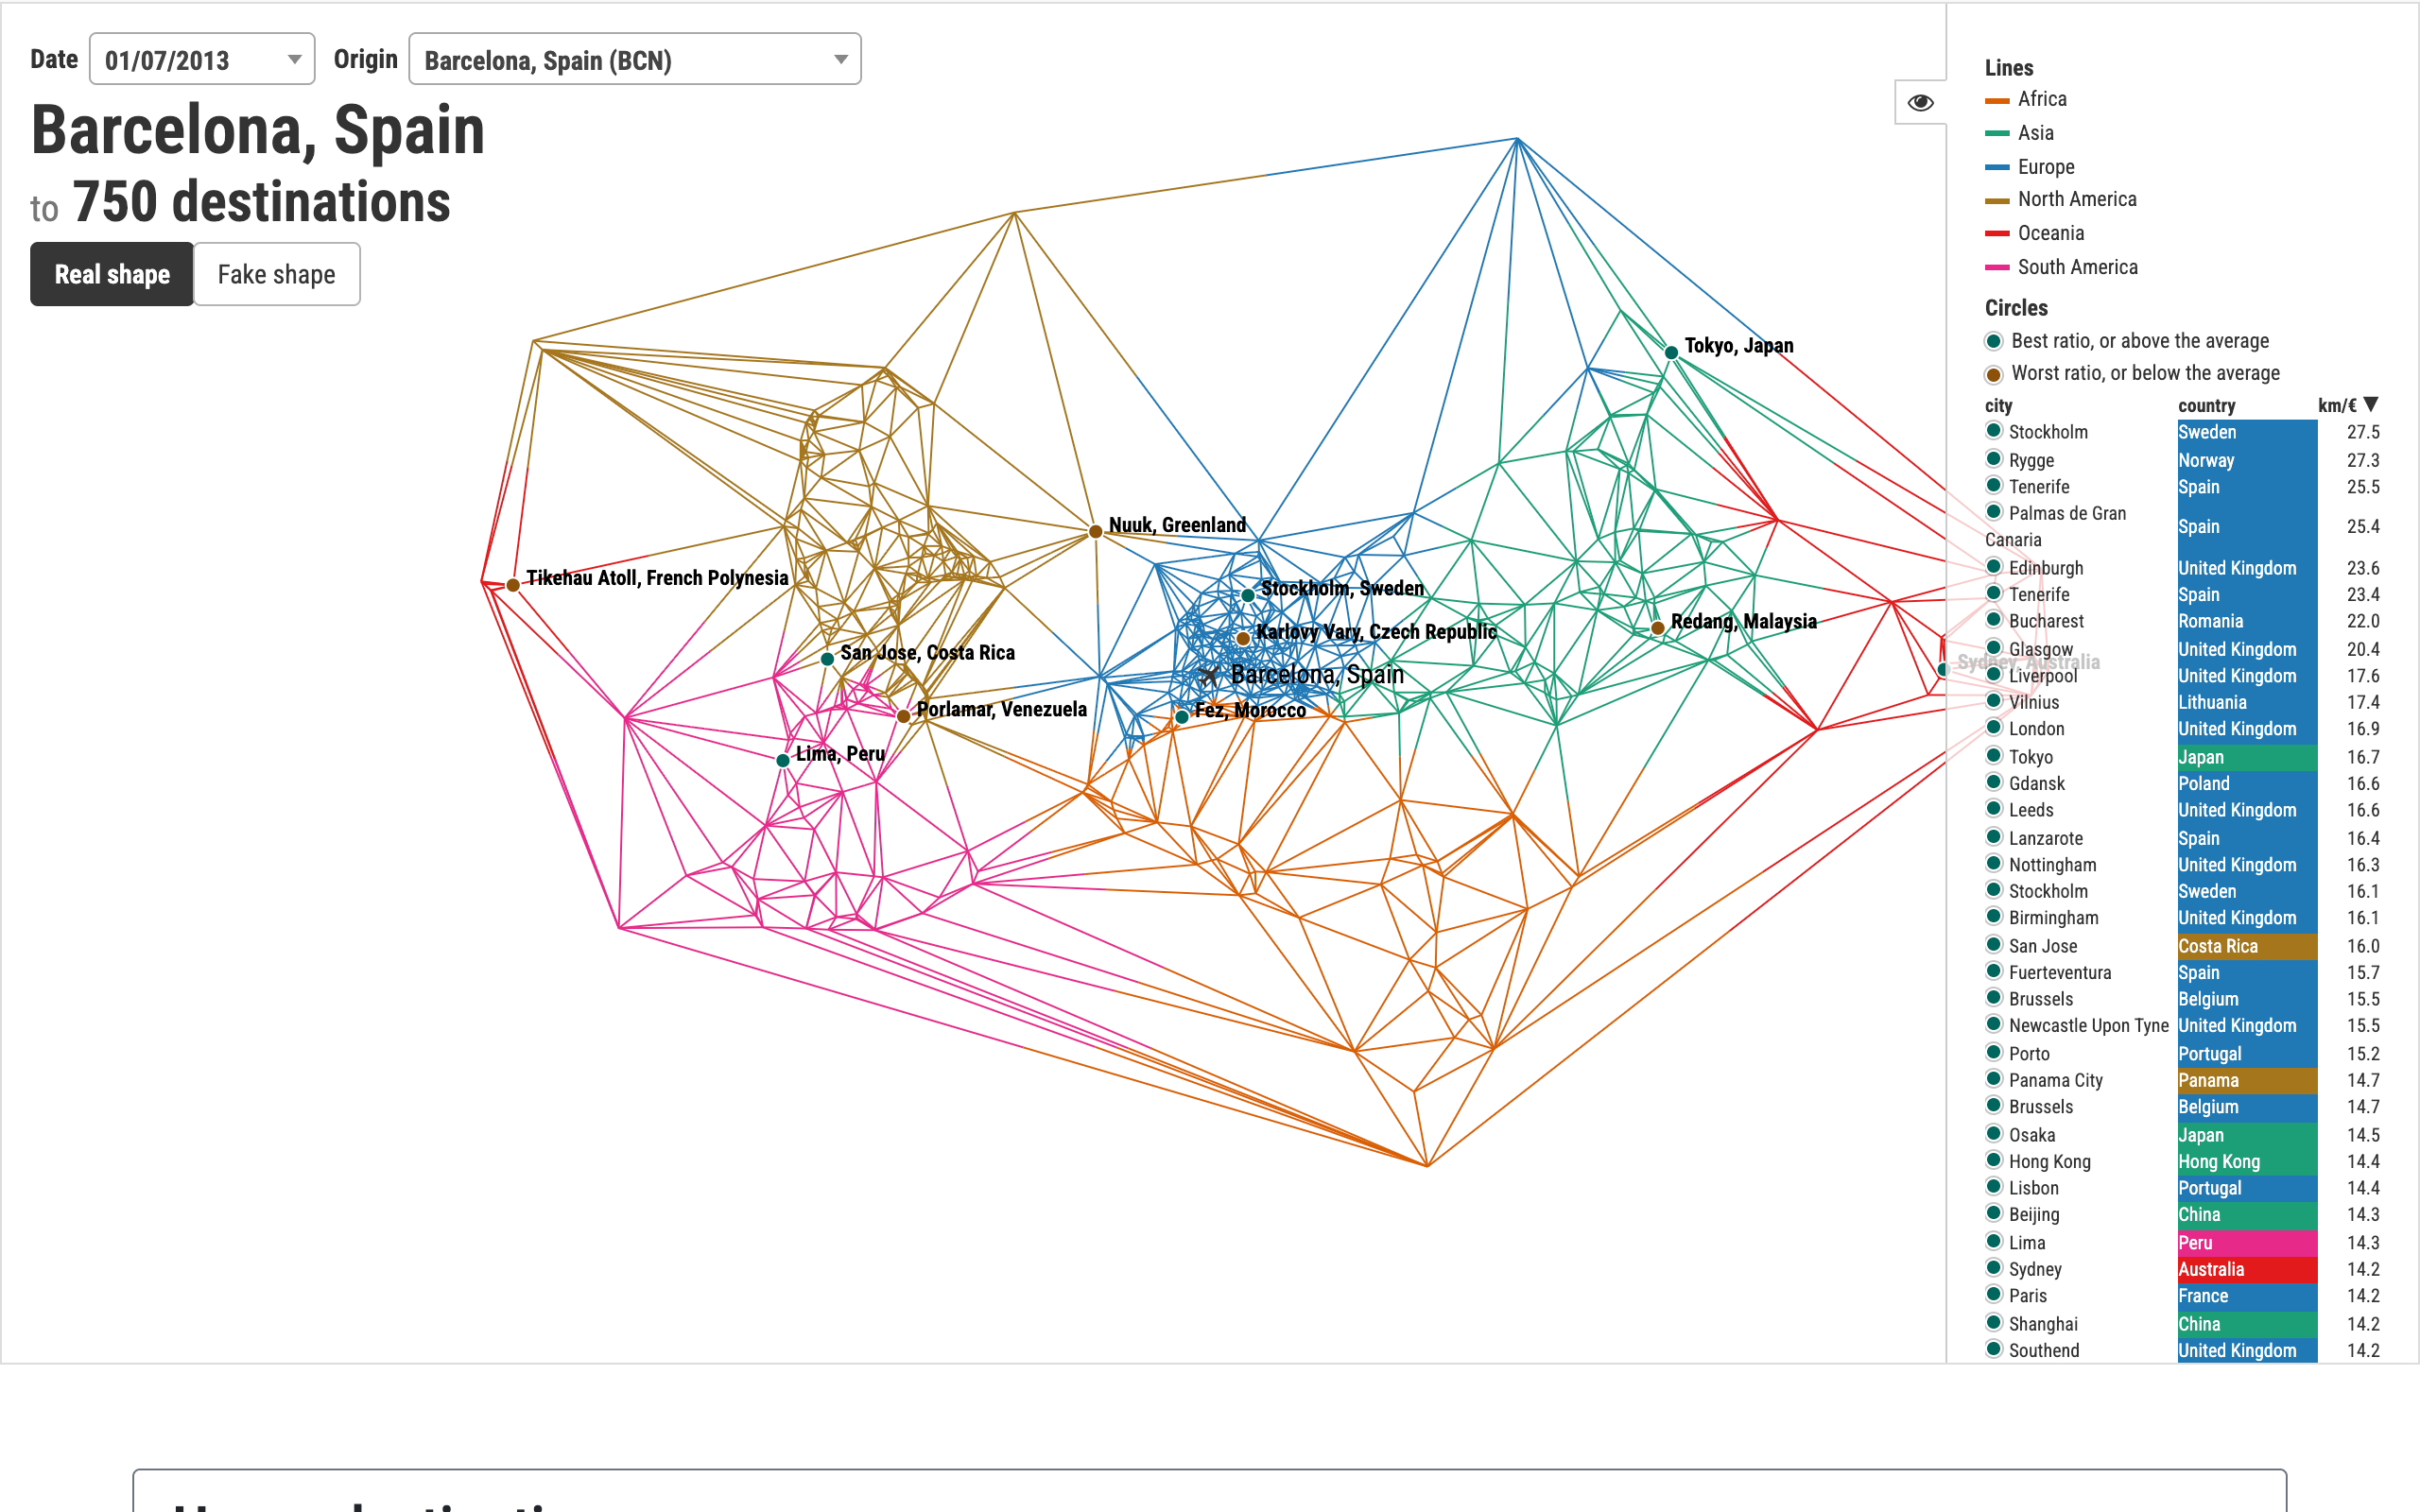 Date 01/07/2013 Origin Barcelona, Spain (BCN)
Barcelona, Spain
to 750 destinations
Real shape Fake shape
Tokyo, Japan
Nuuk, Greenland
Tikehau Atoll, French Polynesia
Stockholm, Sweden
Karlovy Vary, Czech Republic
Redang, Malaysia
San Jose, Costa Rica
Sydney, Australia
Barcelona, Spain
Porlamar, Venezuela
Fez, Morocco
Lima, Peru
Lines
Africa
Asia
Europe
North America
Oceania
South America
Circles
Best ratio, or above the average
Worst ratio, or below the average
city country km/€ ▼
Stockholm Sweden 27.5
Rygge Norway 27.3
Tenerife Spain 25.5
Palmas de Gran
Canaria Spain 25.4
Edinburgh United Kingdom 23.6
Tenerife Spain 23.4
Bucharest Romania 22.0
Glasgow United Kingdom 20.4
Liverpool United Kingdom 17.6
Vilnius Lithuania 17.4
London United Kingdom 16.9
Tokyo Japan 16.7
Gdansk Poland 16.6
Leeds United Kingdom 16.6
Lanzarote Spain 16.4
Nottingham United Kingdom 16.3
Stockholm Sweden 16.1
Birmingham United Kingdom 16.1
San Jose Costa Rica 16.0
Fuerteventura Spain 15.7
Brussels Belgium 15.5
Newcastle Upon Tyne United Kingdom 15.5
Porto Portugal 15.2
Panama City Panama 14.7
Brussels Belgium 14.7
Osaka Japan 14.5
Hong Kong Hong Kong 14.4
Lisbon Portugal 14.4
Beijing China 14.3
Lima Peru 14.3
Sydney Australia 14.2
Paris France 14.2
Shanghai China 14.2
Southend United Kingdom 14.2